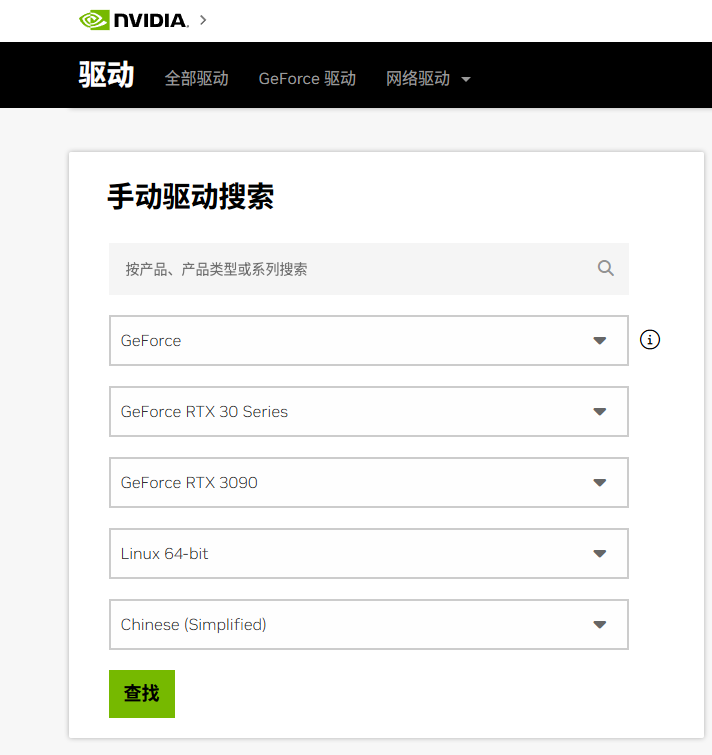 NVIDIA.
驱动 全部驱动 GeForce 驱动 网络驱动
手动驱动搜索
按产品、产品类型或系列搜索
GeForce
GeForce RTX 30 Series
GeForce RTX 3090
Linux 64-bit
Chinese (Simplified)
查找